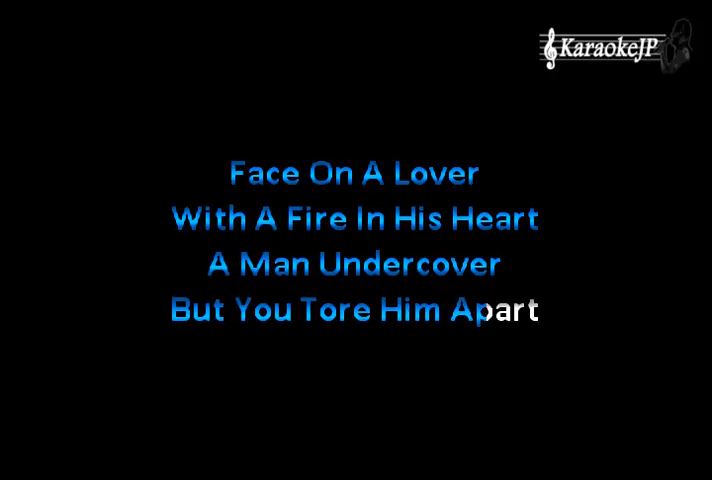 KaraokeJP
Face On A Lover
With A Fire In His Heart
A Man Undercover
But You Tore Him Apart